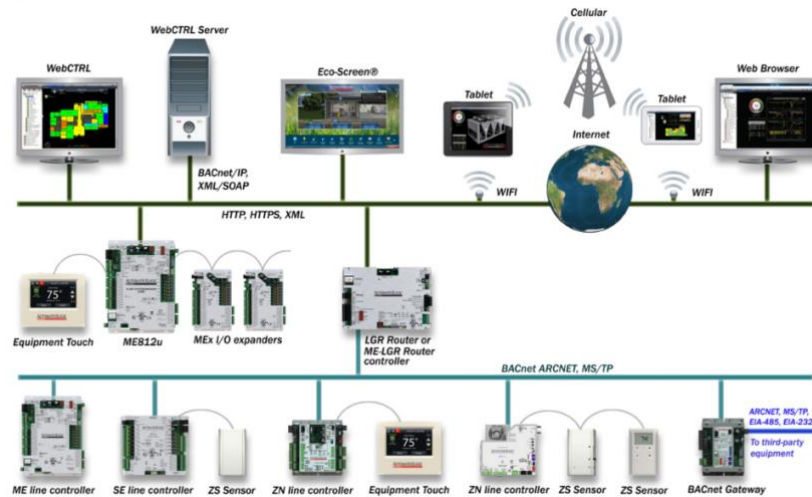 Cellular
WebCTRL Server
WebCTRL
Eco-Screen®
Tablet
Tablet
Web Browser
Internet
BACnet/IP,
XML/SOAP
WIFI
WIFI
HTTP, HTTPS, XML
75°
Equipment Touch
ME812u
MEx I/O expanders
LGR Router or
ME-LGR Router
controller
BACnet ARCNET, MS/TP
ARCNET, MS/TP,
EIA-485, EIA-232
To third-party
equipment
75°
ME line controller
SE line controller
ZS Sensor
ZN line controller
Equipment Touch
ZN line controller
ZS Sensor
ZS Sensor
BACnet Gateway